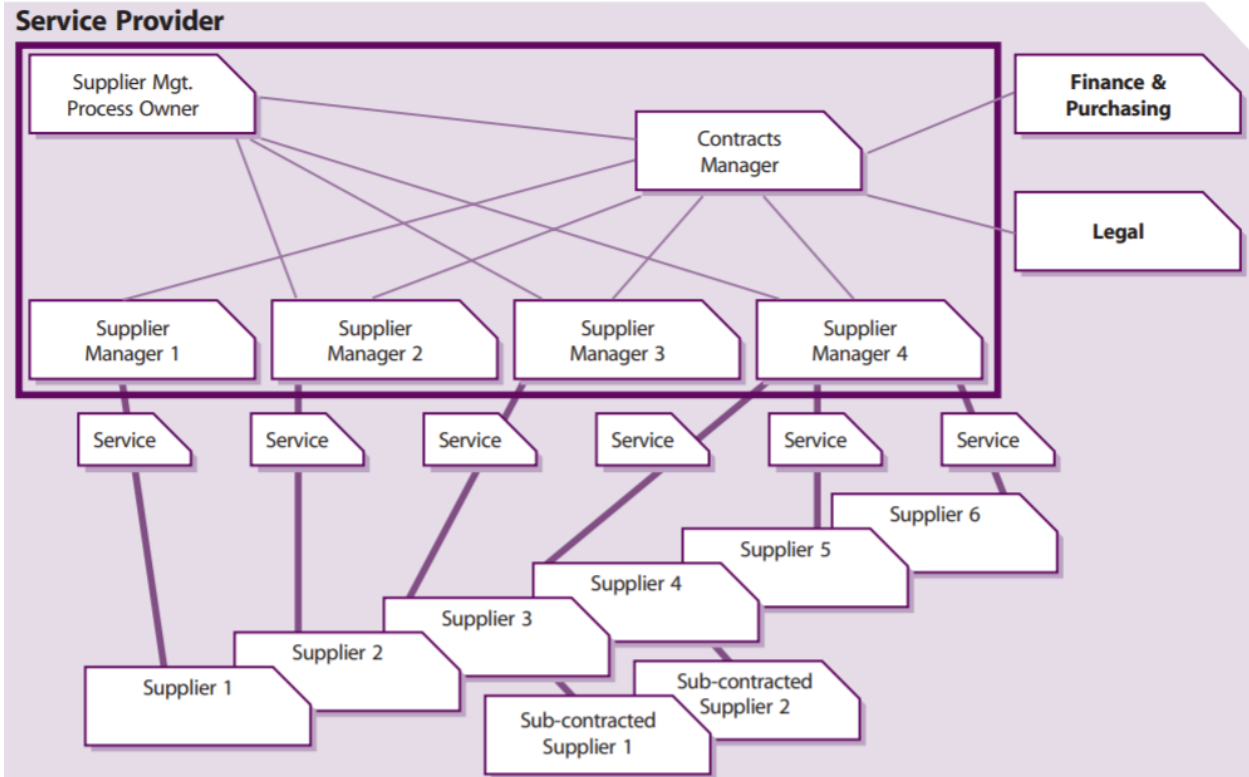 Service Provider
Supplier Mgt.
Process Owner
Finance &
Purchasing
Contracts
Manager
Legal
Supplier
Manager 1
Supplier
Manager 2
Supplier
Manager 3
Supplier
Manager 4
Service
Service
Service
Service
Service
Service
Supplier 6
Supplier 5
Supplier 4
Supplier 3
Supplier 2
Supplier 1
Sub-contracted
Supplier 2
Sub-contracted
Supplier 1